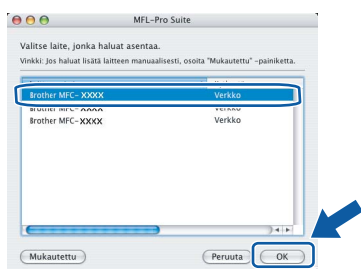 MFL-Pro Suite
Valitse laite, jonka haluat asentaa.
Vinkki: Jos haluat lisätä laitteen manuaalisesti, osoita "Mukautettu" -painiketta.
Brother MFC- XXXX Verkko
Brother MFC- XXXX Verkko
Brother MFC- XXXX Verkko
Mukautettu Peruuta OK